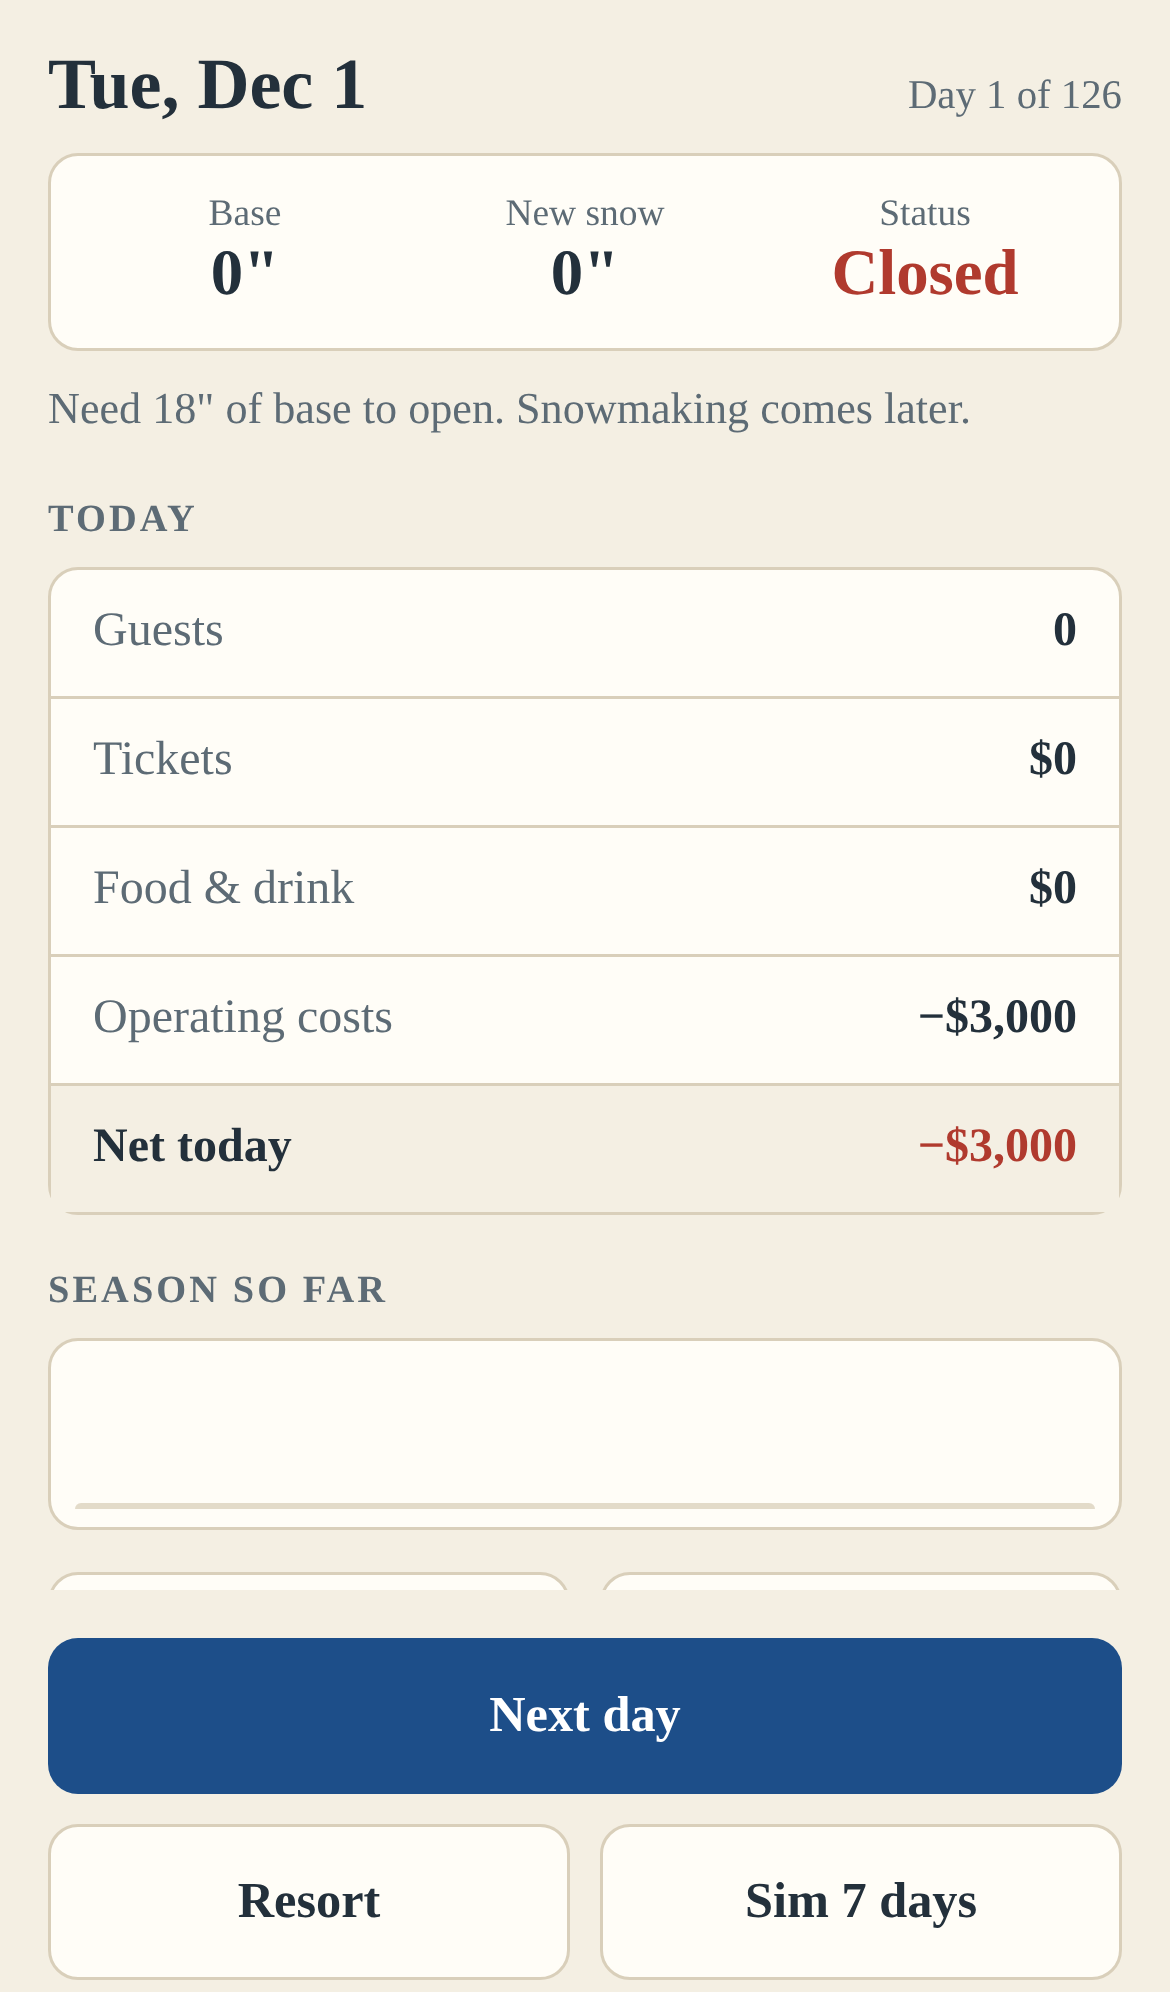 Tue, Dec 1
Day 1 of 126
Base
New snow
Status
0"
0"
Closed
Need 18" of base to open. Snowmaking comes later.
TODAY
Guests
0
Tickets
$0
Food & drink
$0
Operating costs
−$3,000
Net today
−$3,000
SEASON SO FAR
Next day
Resort
Sim 7 days